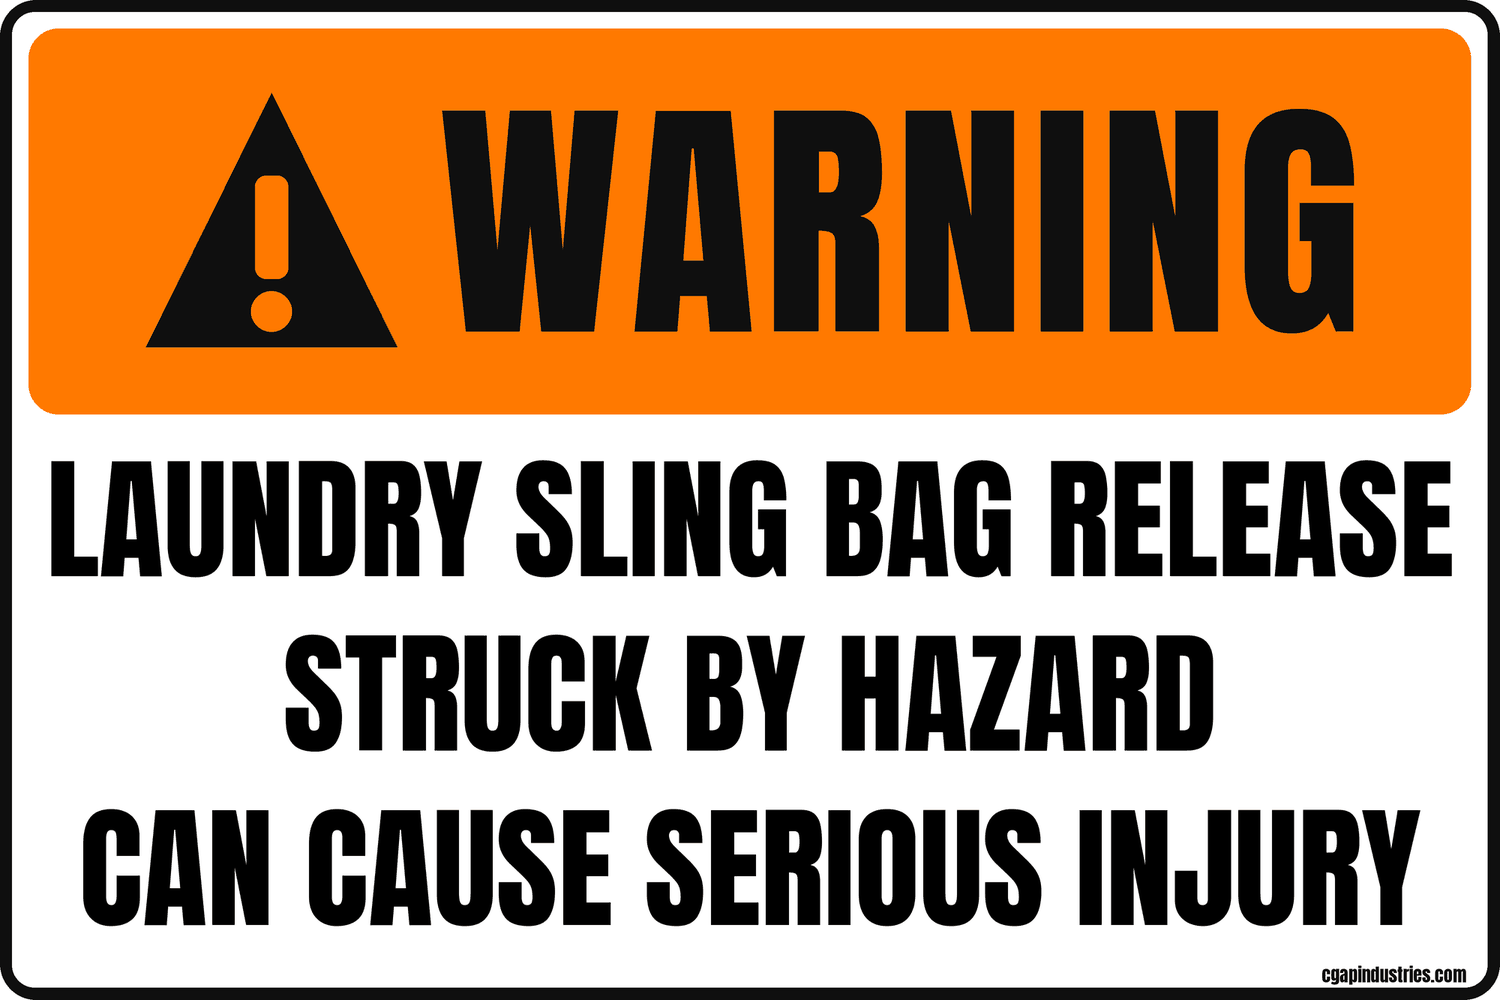 WARNING
LAUNDRY SLING BAG RELEASE
STRUCK BY HAZARD
CAN CAUSE SERIOUS INJURY
cgapindustries.com